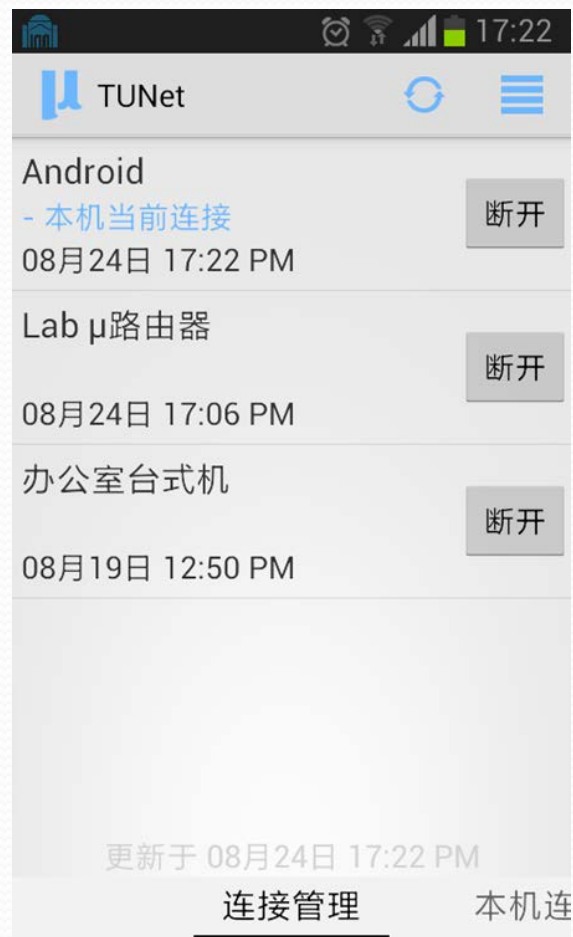 17:22
μ TUNet
Android
- 本机当前连接
断开
08月24日 17:22 PM
Lab μ路由器
断开
08月24日 17:06 PM
办公室台式机
断开
08月19日 12:50 PM
更新于 08月24日 17:22 PM
连接管理 本机连